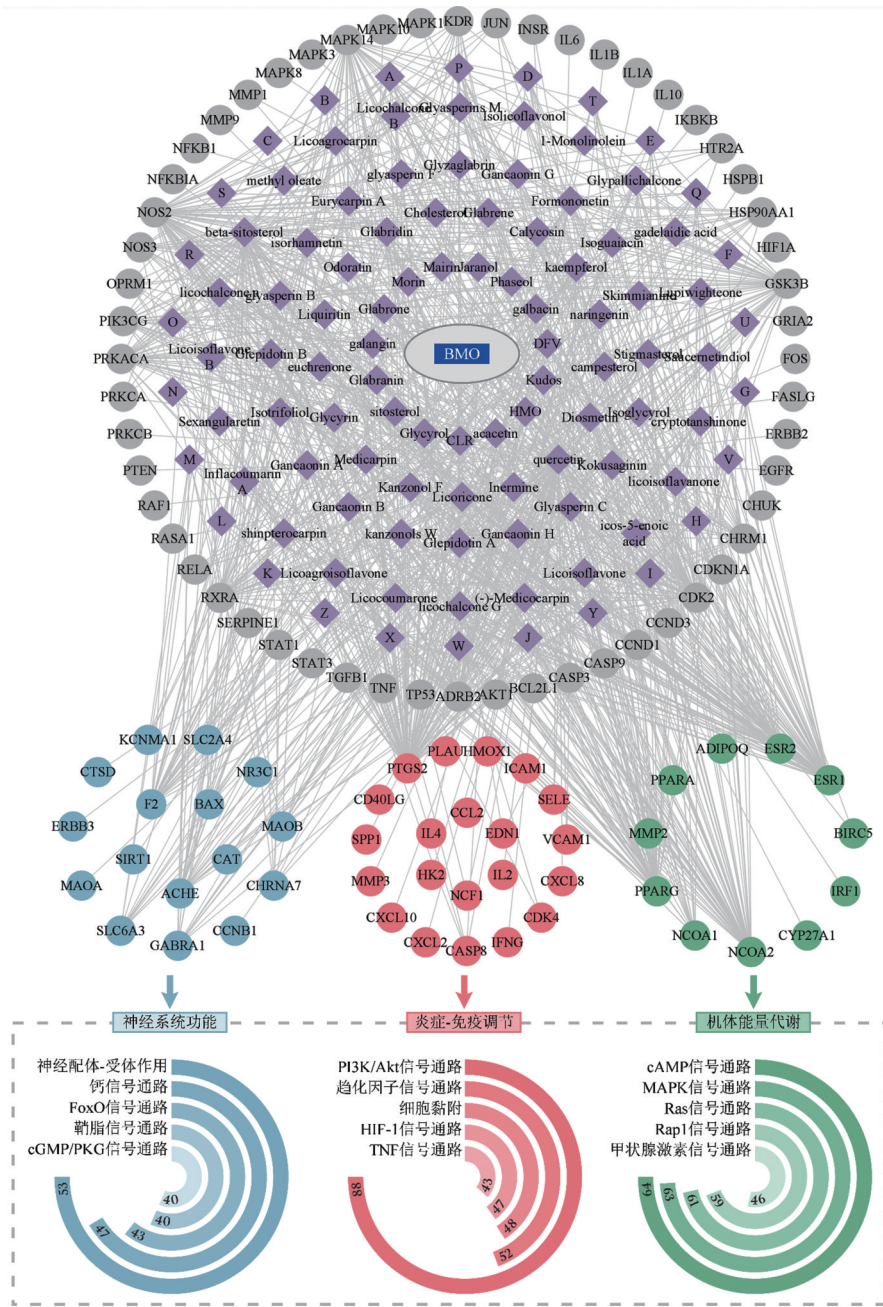 MAPK1
KDR
JUN
MAPK10
INSR
MAPK14
IL6
MAPK3
IL1B
MAPK8
IL1A
MMP1
IL10
MMP9
IKBKB
NFKB1
HTR2A
NFKBIA
HSPB1
NOS2
HSP90AA1
NOS3
HIF1A
OPRM1
GSK3B
PIK3CG
GRIA2
PRKACA
FOS
PRKCA
FASLG
PRKCB
ERBB2
PTEN
EGFR
RAF1
CHUK
RASA1
CHRM1
RELA
CDKN1A
RXRA
CDK2
SERPINE1
CCND3
STAT1
CCND1
STAT3
CASP9
TGFB1
CASP3
TNF
BCL2L1
TP53
ADRB2
AKT1
P
A
D
B
T
C
E
S
Q
R
F
O
U
N
G
M
V
L
H
K
I
Z
Y
X
W
J
Licochalcone B
Glyasperins M
Isolicoflavonol
Licoagrocarpin
1-Monolinolein
methyl oleate
glyasperin F
Glyzaglabrin
Gancaonin G
Glypallichalcone
Eurycarpin A
Cholesterol
Glabrene
Formononetin
gadelaidic acid
beta-sitosterol
isorhamnetin
Glabridin
Calycosin
Isoguaiacin
Odoratin
Morin
Mairin
Jaranol
Phaseol
kaempferol
glyasperin B
Liquiritin
Glabrone
galbacin
naringenin
Skimmianine
Lupiwighteone
Licoisoflavone B
Glepidotin B
euchrenone
galangin
BMO
DFV
campesterol
Stigmasterol
Saucernetindiol
Glabranin
Kudos
Sexangularetin
Isotrifoliol
Glycyrin
sitosterol
HMO
Diosmetin
Isoglycyrol
cryptotanshinone
Glycyrol
CLR
acacetin
Inflacoumarin A
Gancaonin A
Medicarpin
quercetin
Kokusaginin
licoisoflavanone
Kanzonol F
Licoricone
Inermine
Gancaonin B
Glyasperin C
icos-5-enoic acid
shinpterocarpin
kanzonols W
Glepidotin A
Gancaonin H
Licoagroisoflavone
Licoisoflavone
Licocoumarone
licochalcone G
(-)-Medicocarpin
KCNMA1
SLC2A4
CTSD
NR3C1
F2
BAX
ERBB3
MAOB
SIRT1
CAT
MAOA
ACHE
CHRNA7
SLC6A3
GABRA1
CCNB1
PLAU
HMOX1
PTGS2
ICAM1
CD40LG
SELE
CCL2
SPP1
IL4
EDN1
VCAM1
MMP3
HK2
IL2
CXCL8
NCF1
CXCL10
CDK4
CXCL2
CASP8
IFNG
ADIPOQ
ESR2
PPARA
ESR1
MMP2
BIRC5
PPARG
IRF1
NCOA1
NCOA2
CYP27A1
神经系统功能
炎症-免疫调节
机体能量代谢
神经配体-受体作用
钙信号通路
FoxO信号通路
鞘脂信号通路
cGMP/PKG信号通路
53
47
43
40
40
PI3K/Akt信号通路
趋化因子信号通路
细胞黏附
HIF-1信号通路
TNF信号通路
88
52
48
47
43
cAMP信号通路
MAPK信号通路
Ras信号通路
Rap1信号通路
甲状腺激素信号通路
64
63
61
59
46